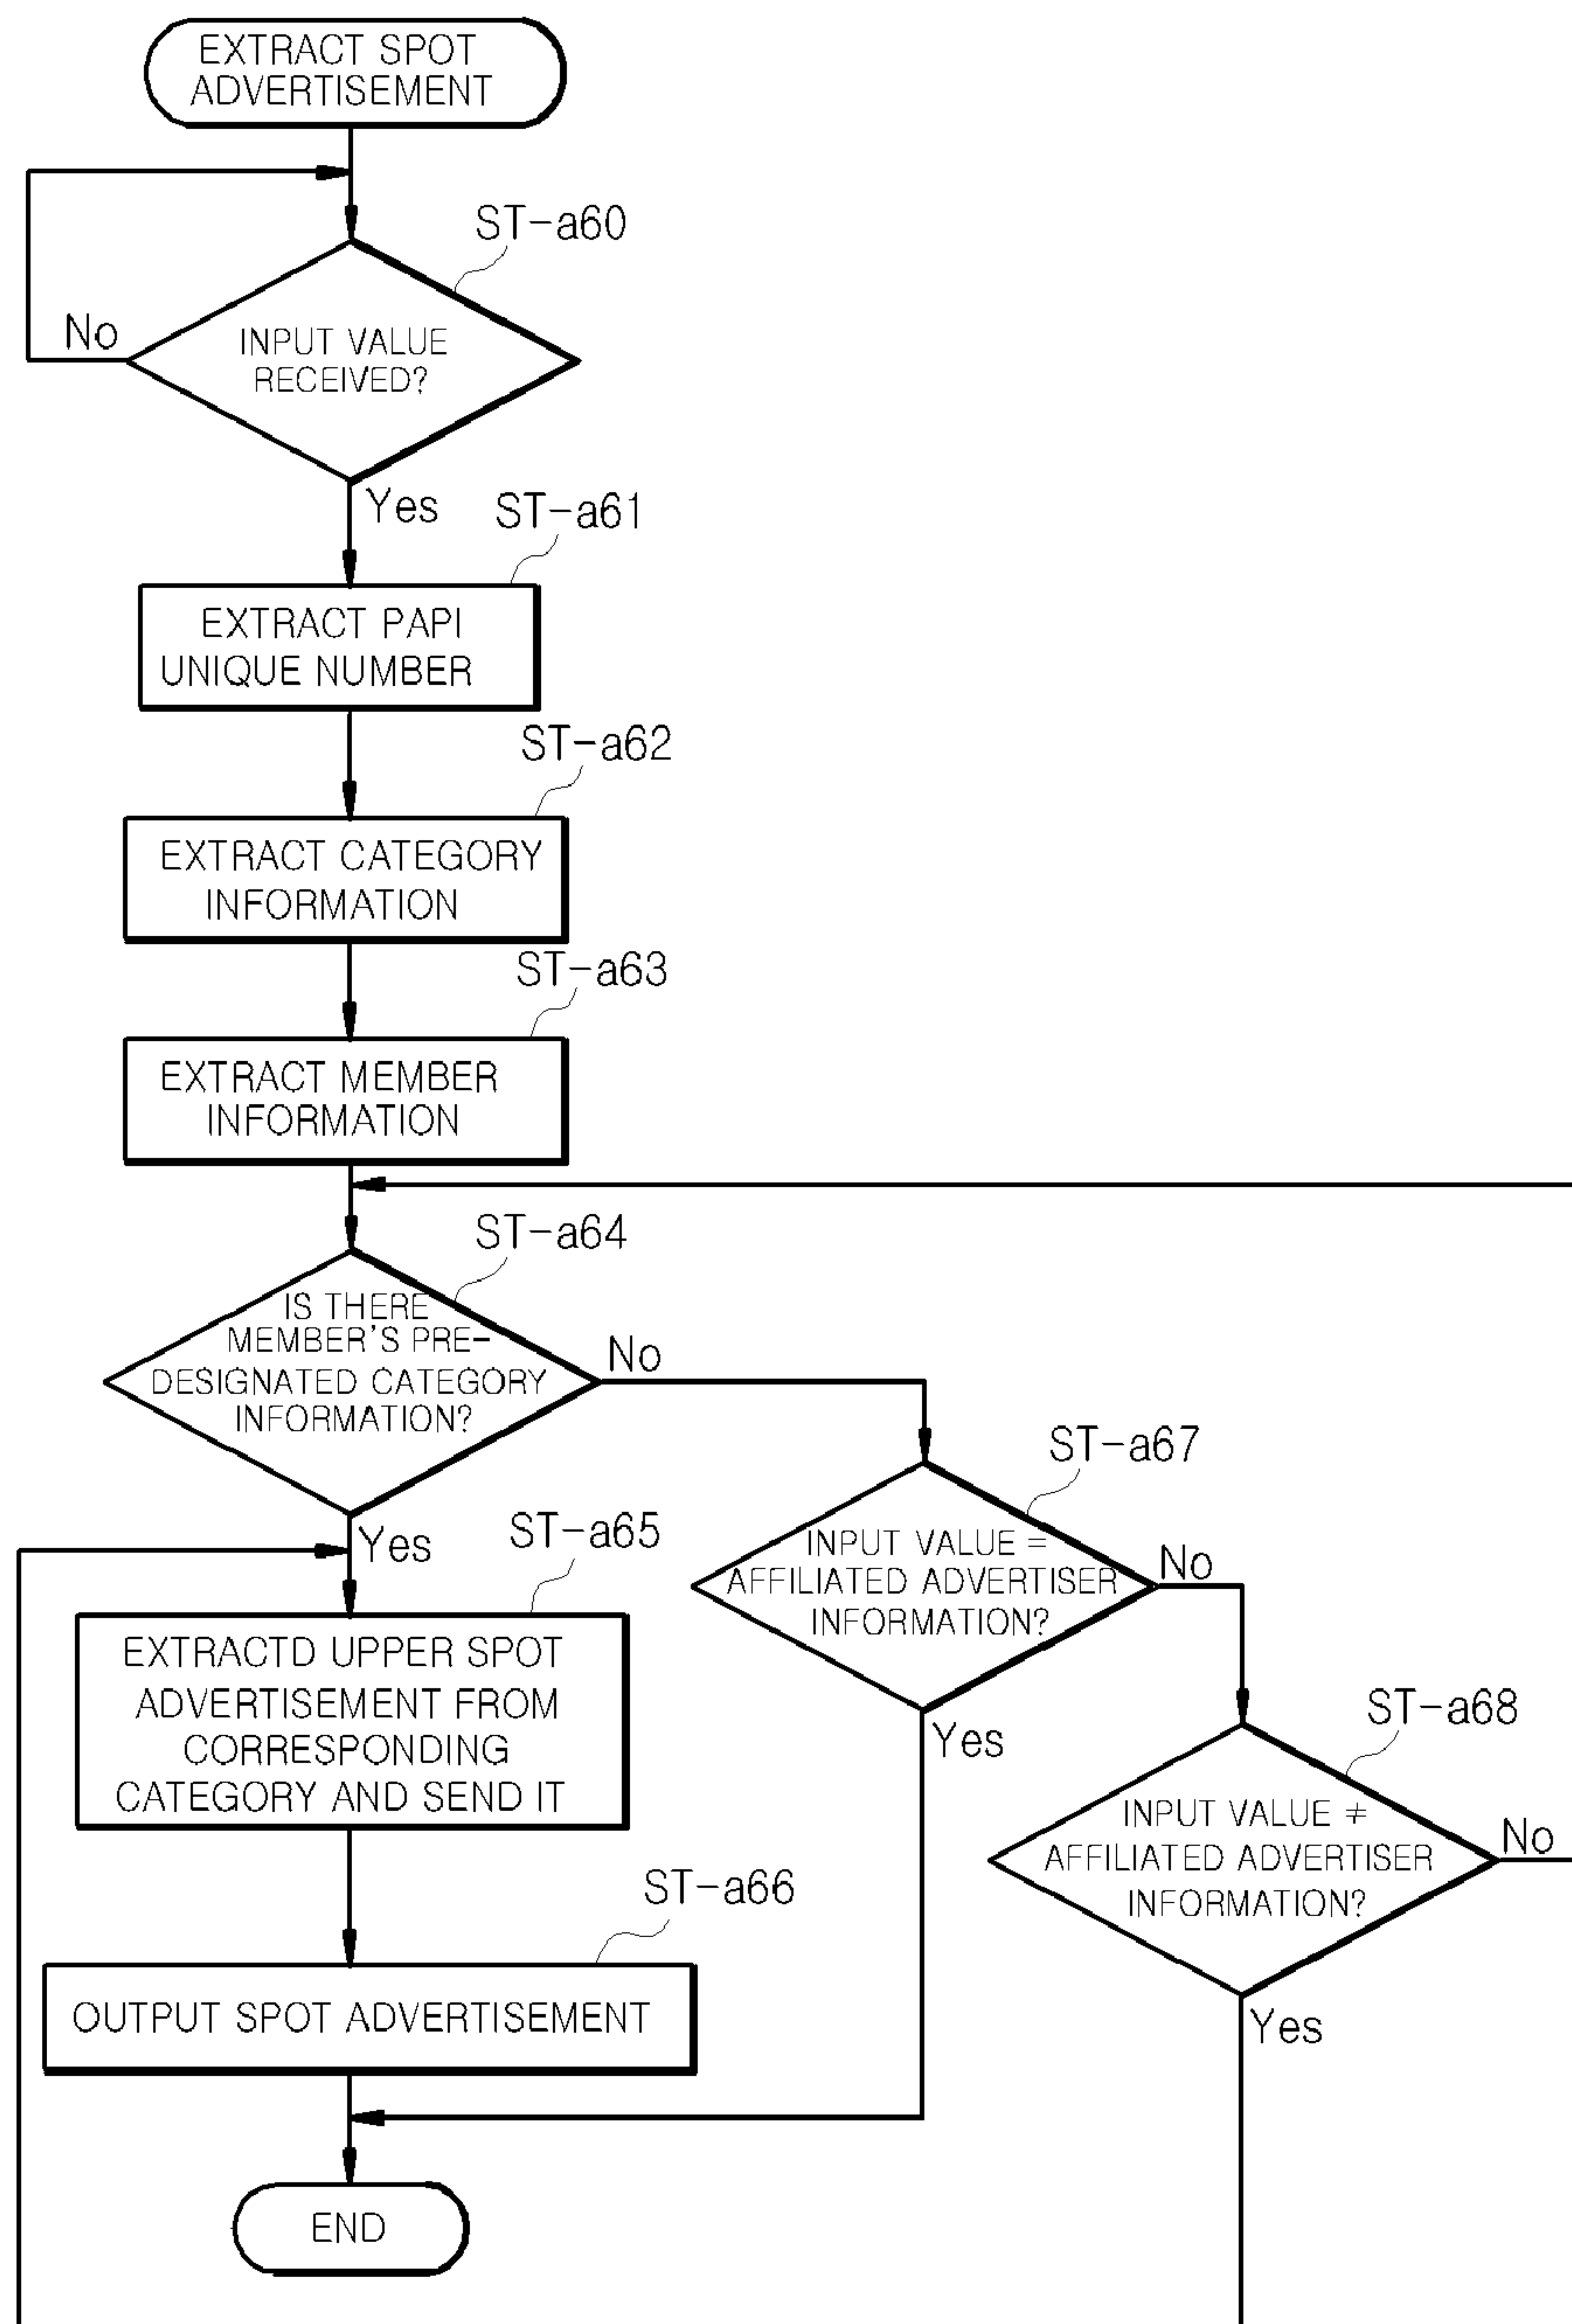 EXTRACT SPOT
ADVERTISEMENT
ST-a60
No
INPUT VALUE
RECEIVED?
Yes
ST-a61
EXTRACT PAPI
UNIQUE NUMBER
ST-a62
EXTRACT CATEGORY
INFORMATION
ST-a63
EXTRACT MEMBER
INFORMATION
ST-a64
IS THERE
MEMBER'S PRE-
DESIGNATED CATEGORY
INFORMATION?
No
Yes
ST-a65
EXTRACTD UPPER SPOT
ADVERTISEMENT FROM
CORRESPONDING
CATEGORY AND SEND IT
ST-a66
OUTPUT SPOT ADVERTISEMENT
END
ST-a67
INPUT VALUE =
AFFILIATED ADVERTISER
INFORMATION?
No
Yes
ST-a68
INPUT VALUE ≠
AFFILIATED ADVERTISER
INFORMATION?
No
Yes